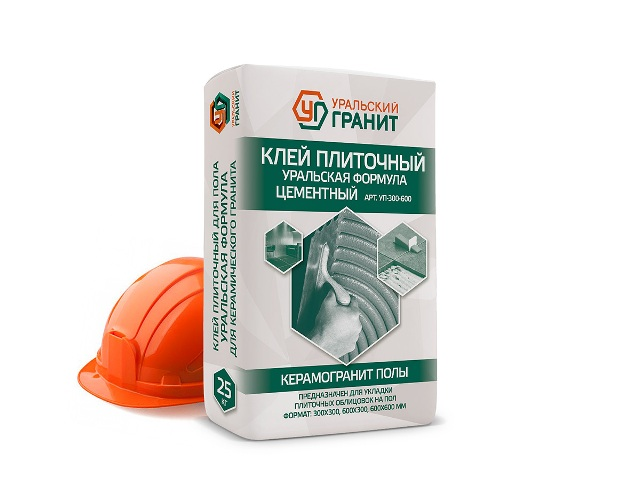 УГ
УРАЛЬСКИЙ
ГРАНИТ
КЛЕЙ ПЛИТОЧНЫЙ
УРАЛЬСКАЯ ФОРМУЛА
ЦЕМЕНТНЫЙ АРТ. УП-300-600
КЕРАМОГРАНИТ ПОЛЫ
ПРЕДНАЗНАЧЕН ДЛЯ УКЛАДКИ
ПЛИТОЧНЫХ ОБЛИЦОВОК НА ПОЛ
ФОРМАТ: 300Х300, 600Х300, 600Х600 ММ
КЛЕЙ ПЛИТОЧНЫЙ ДЛЯ ПОЛА
УРАЛЬСКАЯ ФОРМУЛА
ДЛЯ КЕРАМИЧЕСКОГО ГРАНИТА
25
КГ